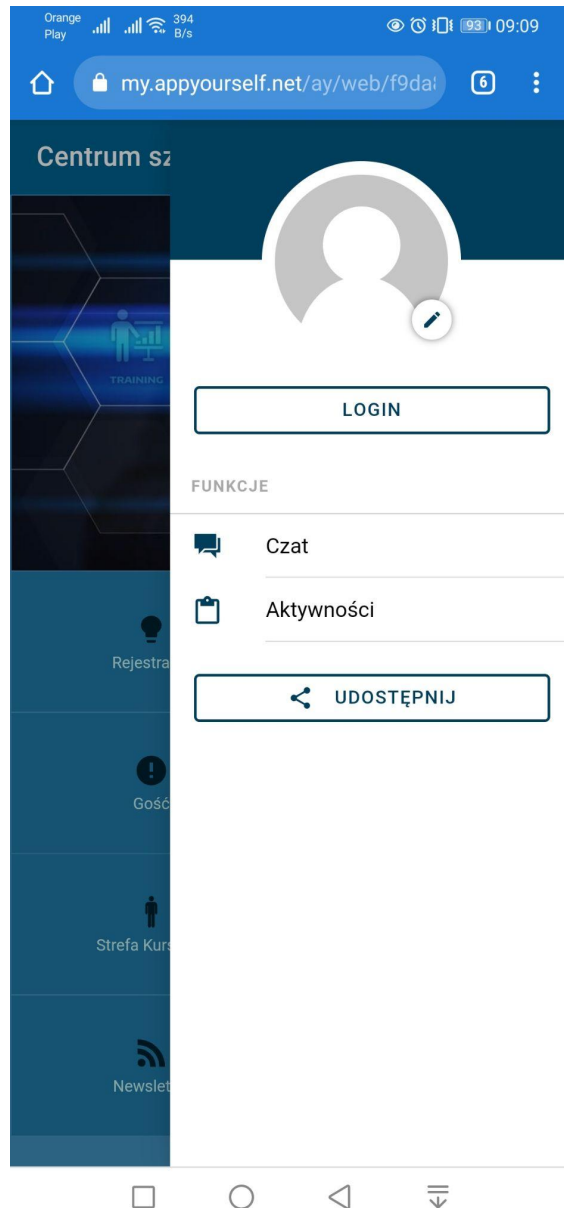 Orange
Play
394
B/s
93
09:09
my.appyourself.net/ay/web/f9da
6
Centrum sz
TRAINING
LOGIN
FUNKCJE
Czat
Aktywności
UDOSTĘPNIJ
Rejestra
Gość
Strefa Kurs
Newslet